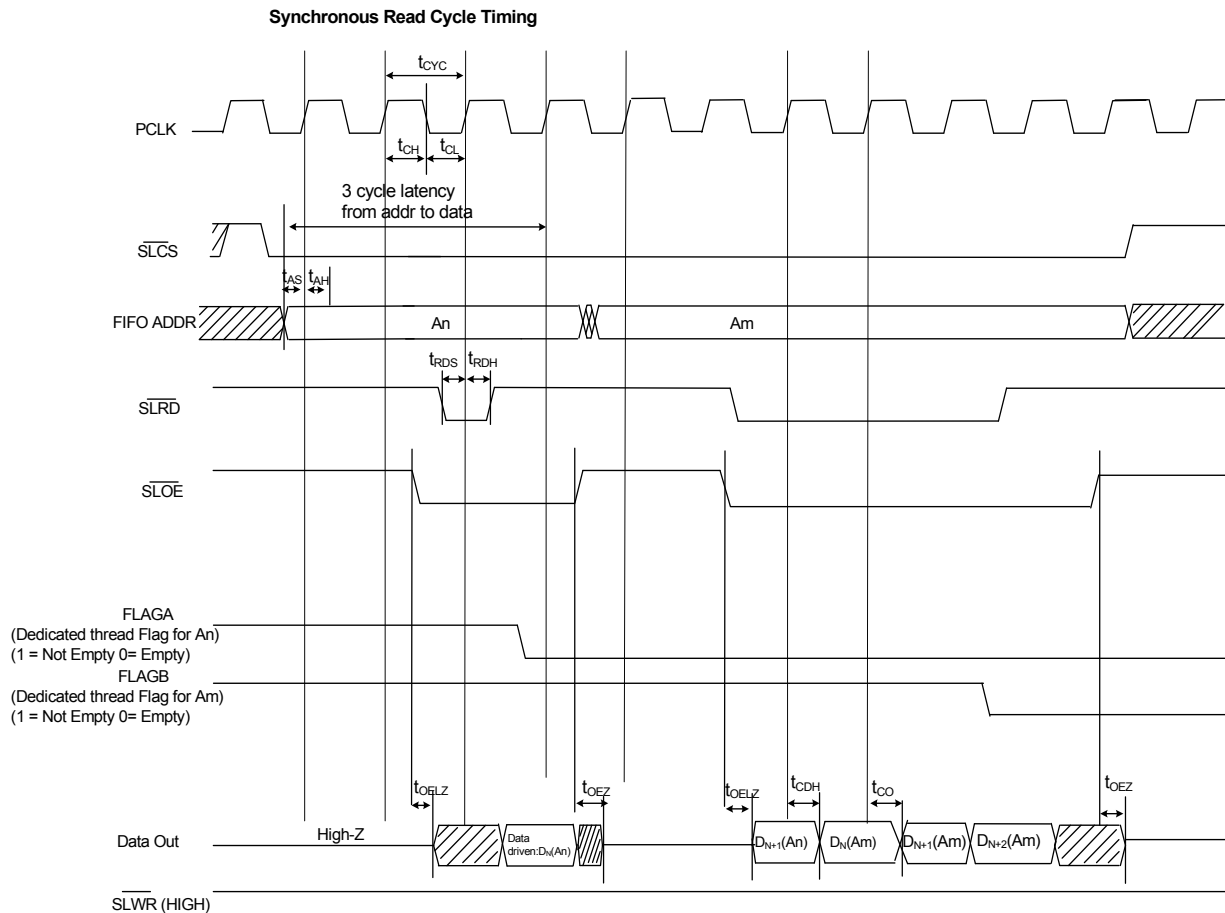 Synchronous Read Cycle Timing
tCYC
PCLK
tCH
tCL
3 cycle latency
from addr to data
SLCS
tAS
tAH
FIFO ADDR
An
Am
tRDS
tRDH
SLRD
SLOE
FLAGA
(Dedicated thread Flag for An)
(1 = Not Empty 0= Empty)
FLAGB
(Dedicated thread Flag for Am)
(1 = Not Empty 0= Empty)
tOELZ
tOEZ
tOELZ
tCDH
tCO
tOEZ
Data Out
High-Z
Data
driven:DN(An)
DN+1(An)
DN(Am)
DN+1(Am)
DN+2(Am)
SLWR (HIGH)